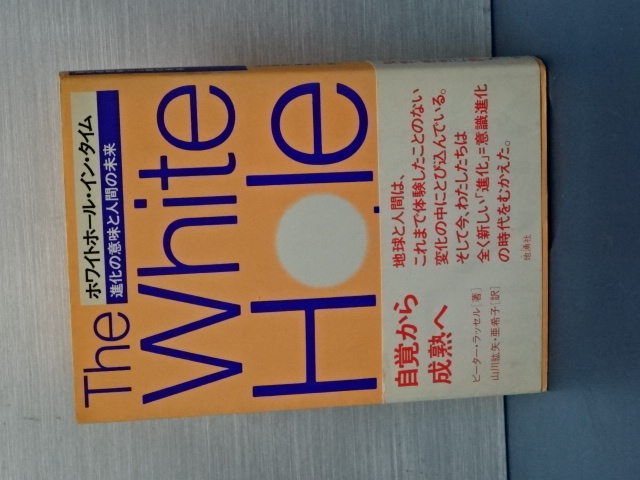 ホワイトホール・イン・タイム
進化の意味と人間の未来
The
White
Hole
自覚から
成熟へ
地球と人間は、
これまで体験したことのない
変化の中にとび込んでいる。
そして今、わたしたちは
全く新しい「進化」=意識進化
の時代をむかえた。
ピーター・ラッセル[著]
山川紘矢・亜希子[訳]
地湧社